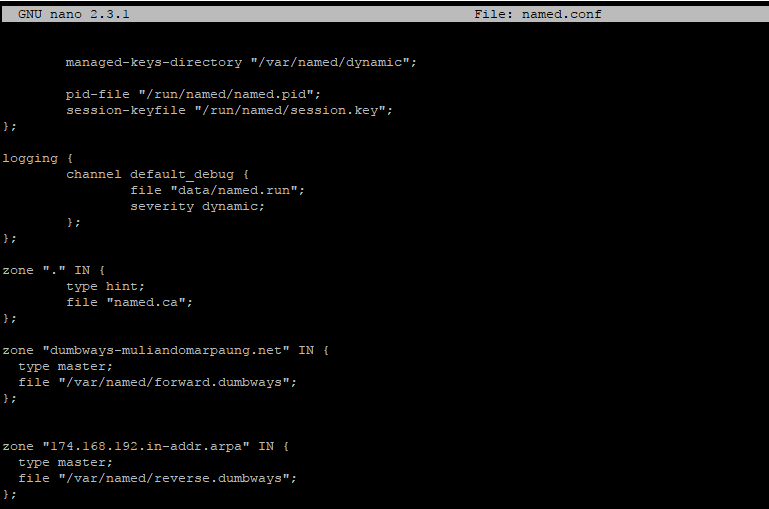 GNU nano 2.3.1 File: named.conf
managed-keys-directory "/var/named/dynamic";
pid-file "/run/named/named.pid";
session-keyfile "/run/named/session.key";
};
logging {
channel default_debug {
file "data/named.run";
severity dynamic;
};
};
zone "." IN {
type hint;
file "named.ca";
};
zone "dumbways-muliandomarpaung.net" IN {
type master;
file "/var/named/forward.dumbways";
};
zone "174.168.192.in-addr.arpa" IN {
type master;
file "/var/named/reverse.dumbways";
};